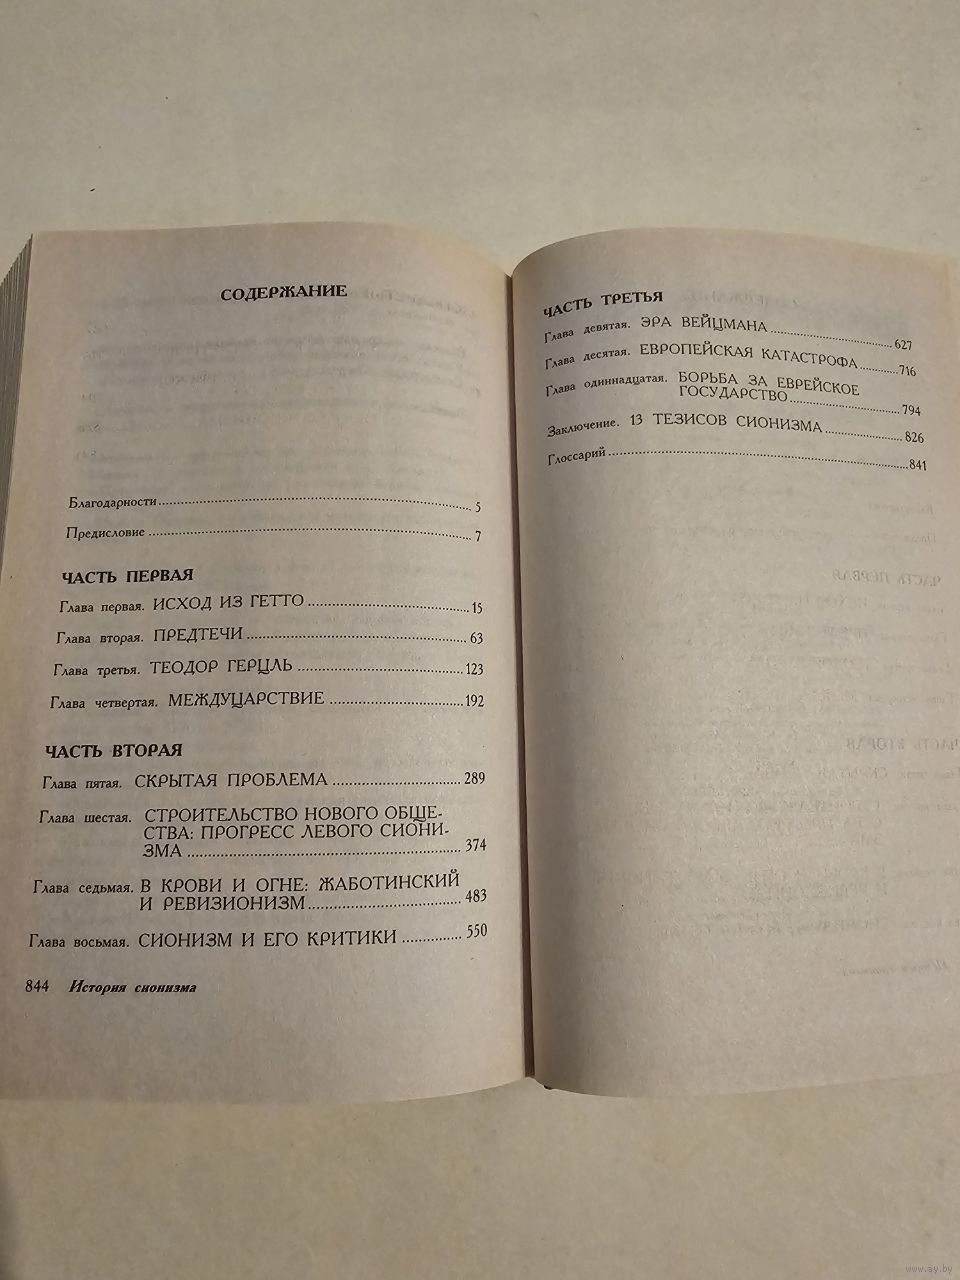 СОДЕРЖАНИЕ
Благодарности 5
Предисловие 7
ЧАСТЬ ПЕРВАЯ
Глава первая. ИСХОД ИЗ ГЕТТО 15
Глава вторая. ПРЕДТЕЧИ 63
Глава третья. ТЕОДОР ГЕРЦЛЬ 123
Глава четвертая. МЕЖДУЦАРСТВИЕ 192
ЧАСТЬ ВТОРАЯ
Глава пятая. СКРЫТАЯ ПРОБЛЕМА 289
Глава шестая. СТРОИТЕЛЬСТВО НОВОГО ОБЩЕ-
СТВА: ПРОГРЕСС ЛЕВОГО СИОНИ-
ЗМА 374
Глава седьмая. В КРОВИ И ОГНЕ: ЖАБОТИНСКИЙ
И РЕВИЗИОНИЗМ 483
Глава восьмая. СИОНИЗМ И ЕГО КРИТИКИ 550
844 История сионизма
ЧАСТЬ ТРЕТЬЯ
Глава девятая. ЭРА ВЕЙЦМАНА 627
Глава десятая. ЕВРОПЕЙСКАЯ КАТАСТРОФА 716
Глава одиннадцатая. БОРЬБА ЗА ЕВРЕЙСКОЕ
ГОСУДАРСТВО 794
Заключение. 13 ТЕЗИСОВ СИОНИЗМА 826
Глоссарий 841
www.ay.by